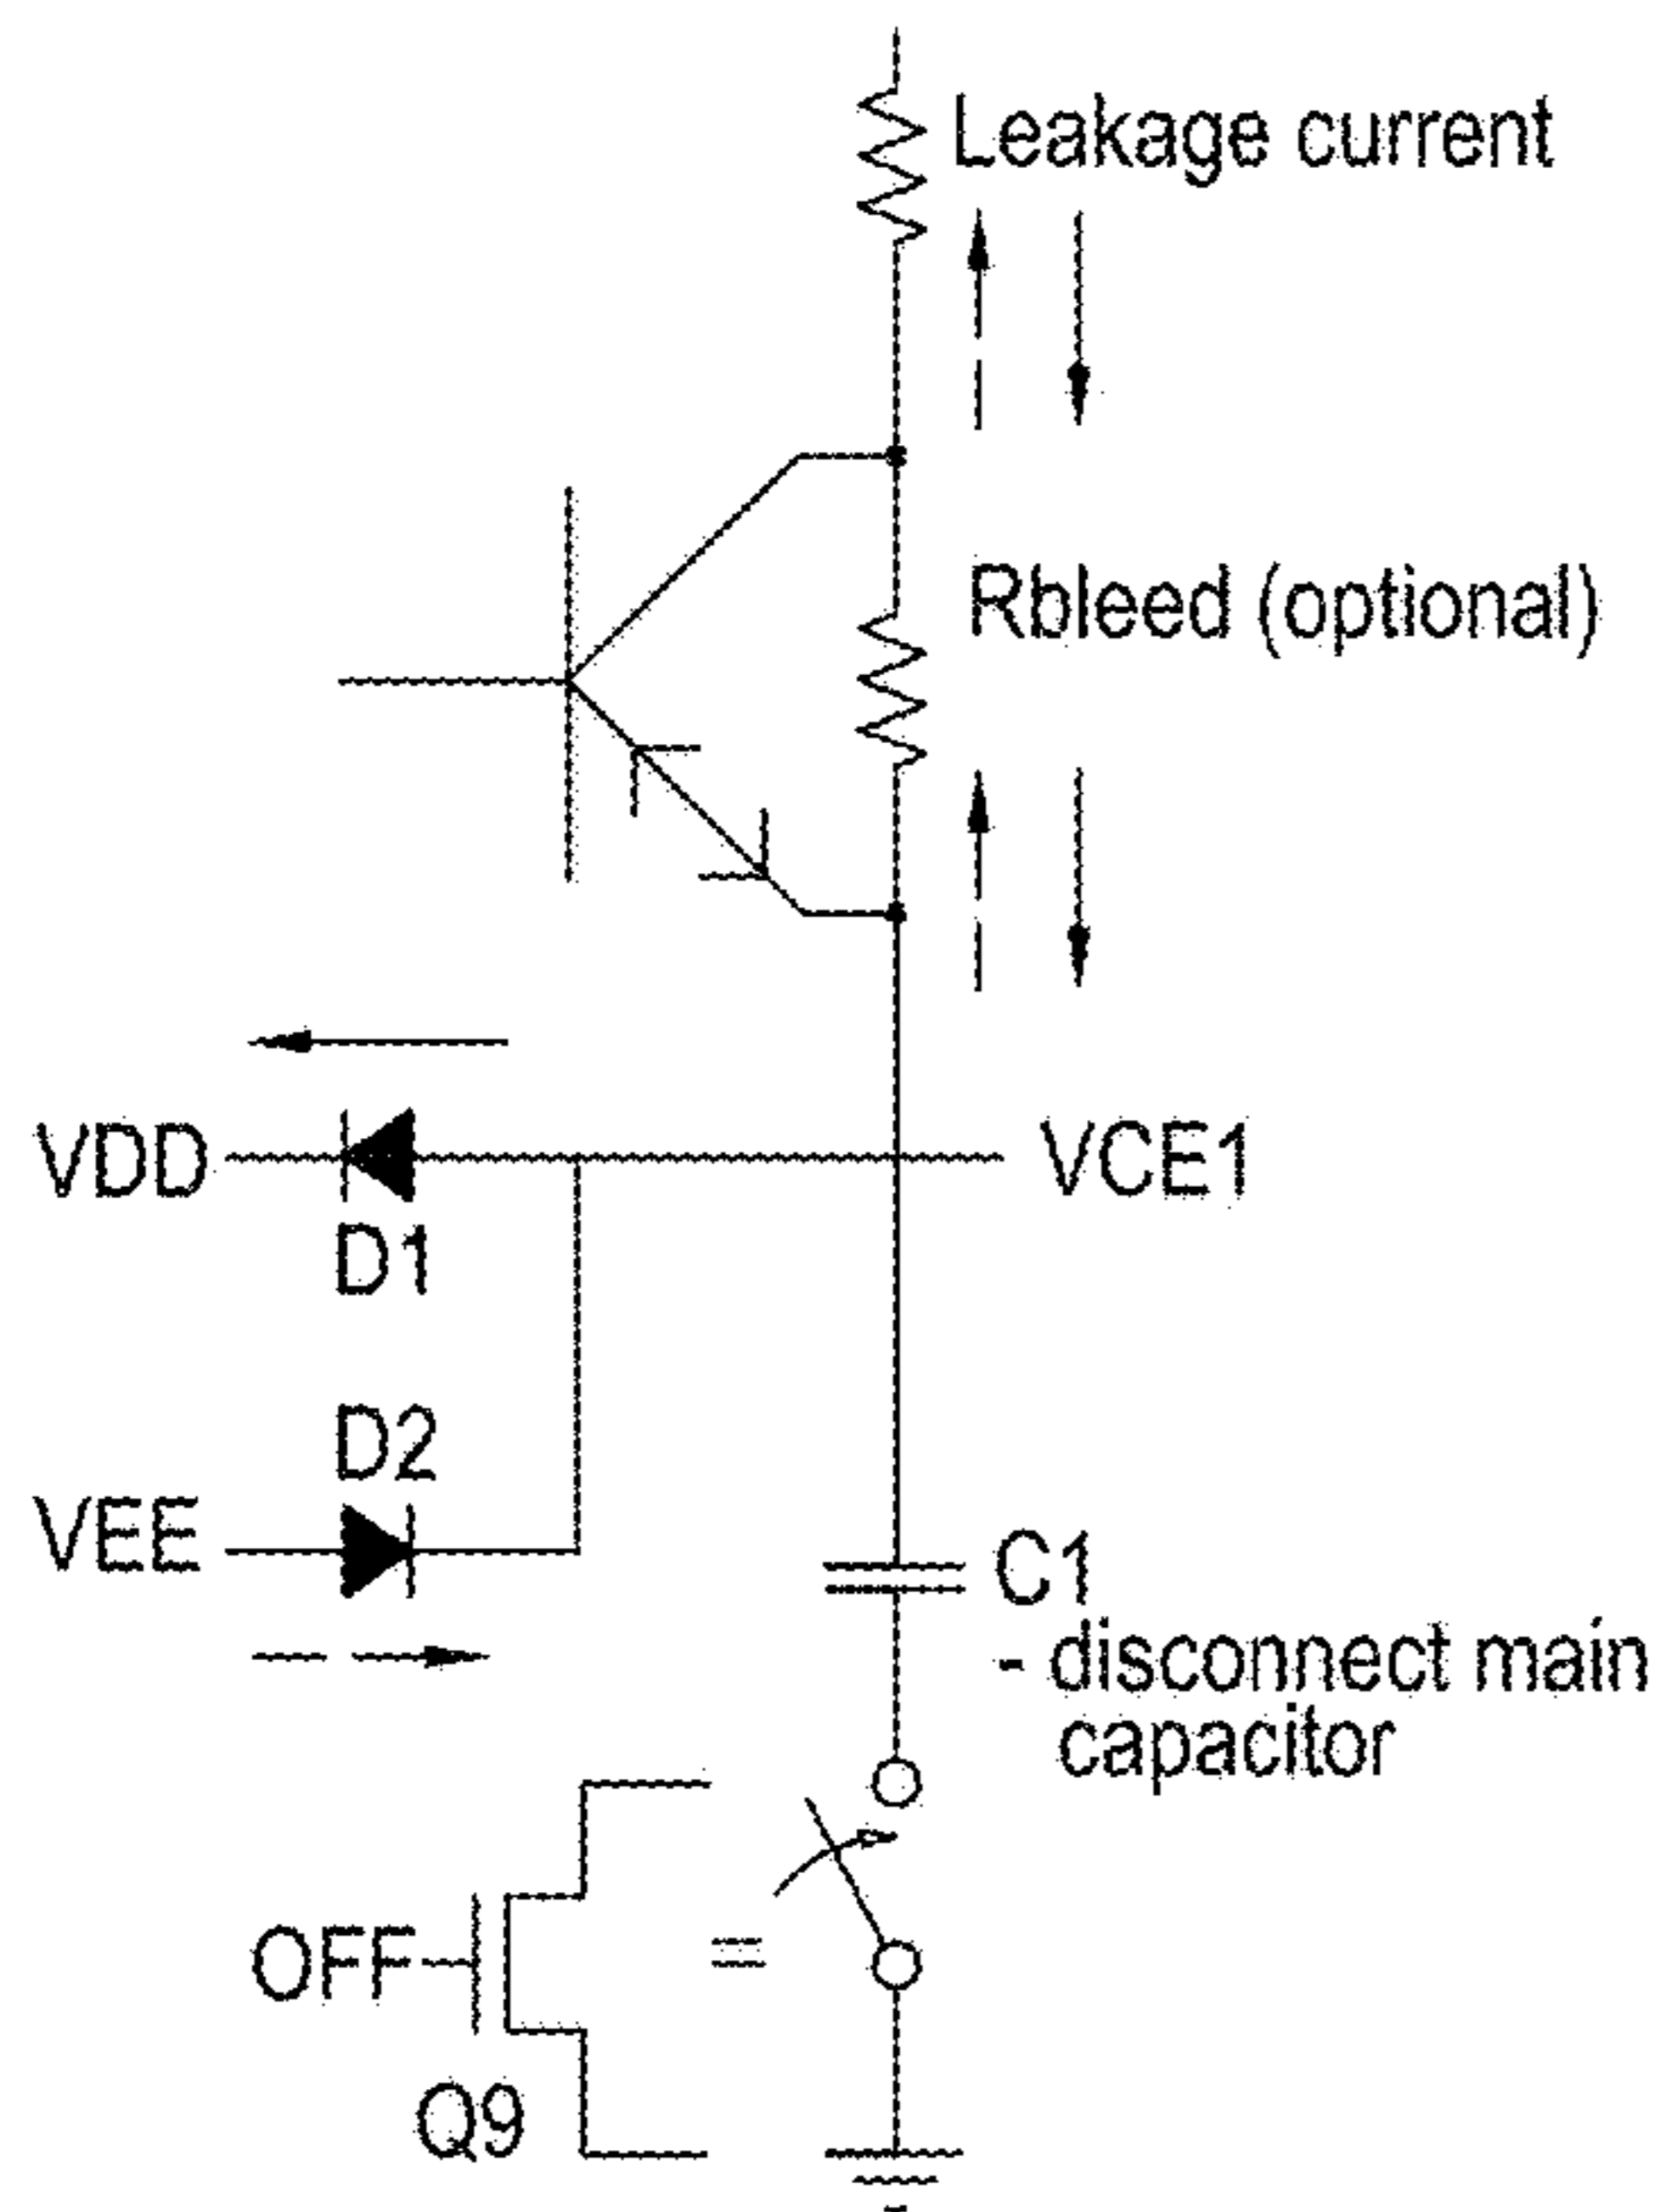 Leakage current
Rbleed (optional)
VDD
VCE1
D1
D2
VEE
C1
- disconnect main
capacitor
OFF
Q9